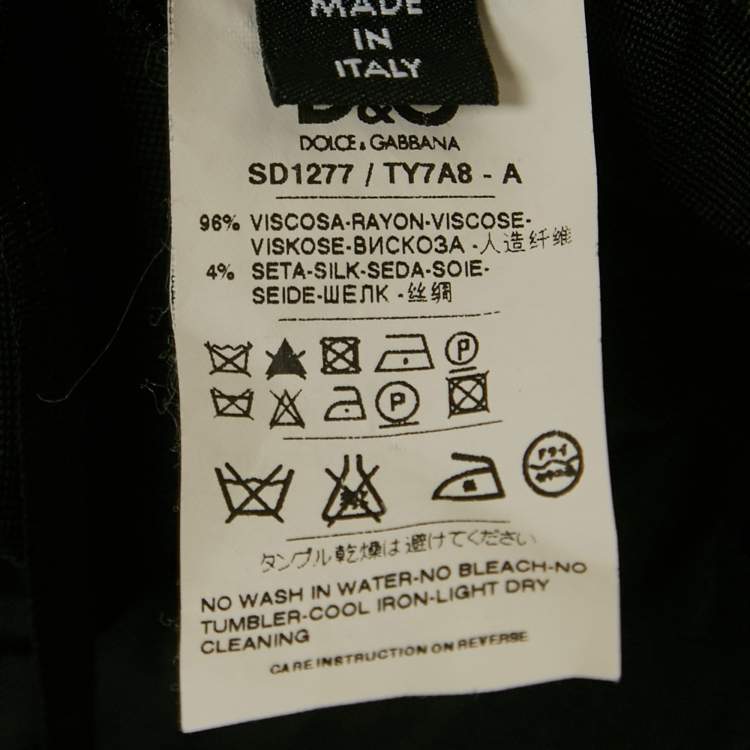 MADE
IN
ITALY
D&G
DOLCE & GABBANA
SD1277 / TY7A8 - A
96% VISCOSA-RAYON-VISCOSE-
VISKOSE-ВИСКОЗА -人造纤维
4% SETA-SILK-SEDA-SOIE-
SEIDE-ШЕЛК -丝绸
P
P
ドライ
タンブル乾燥は避けてください
NO WASH IN WATER-NO BLEACH-NO
TUMBLER-COOL IRON-LIGHT DRY
CLEANING
CARE INSTRUCTION ON REVERSE